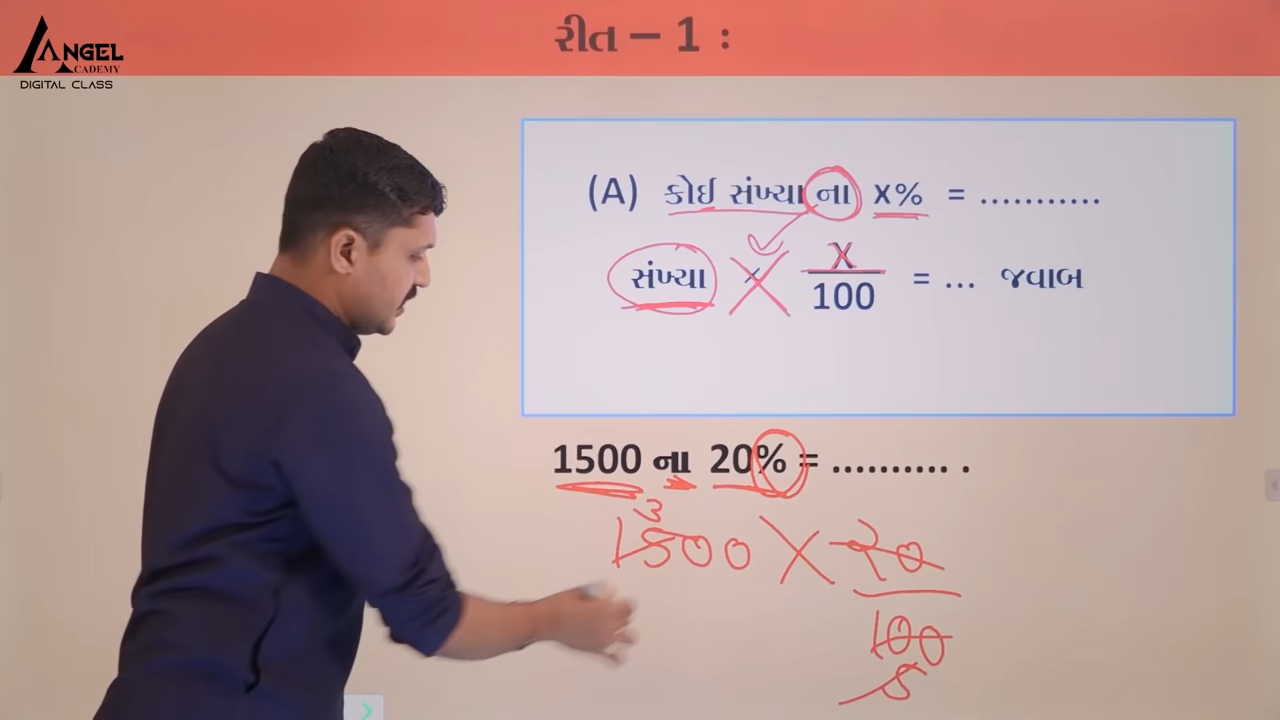 રીત – 1 :
ANGEL
ACADEMY
DIGITAL CLASS
(A) કોઈ સંખ્યા ના X% = ...........
સંખ્યા × X/100 = ... જવાબ
1500 ના 20% = .......... .
3
1500 X 20
100
5